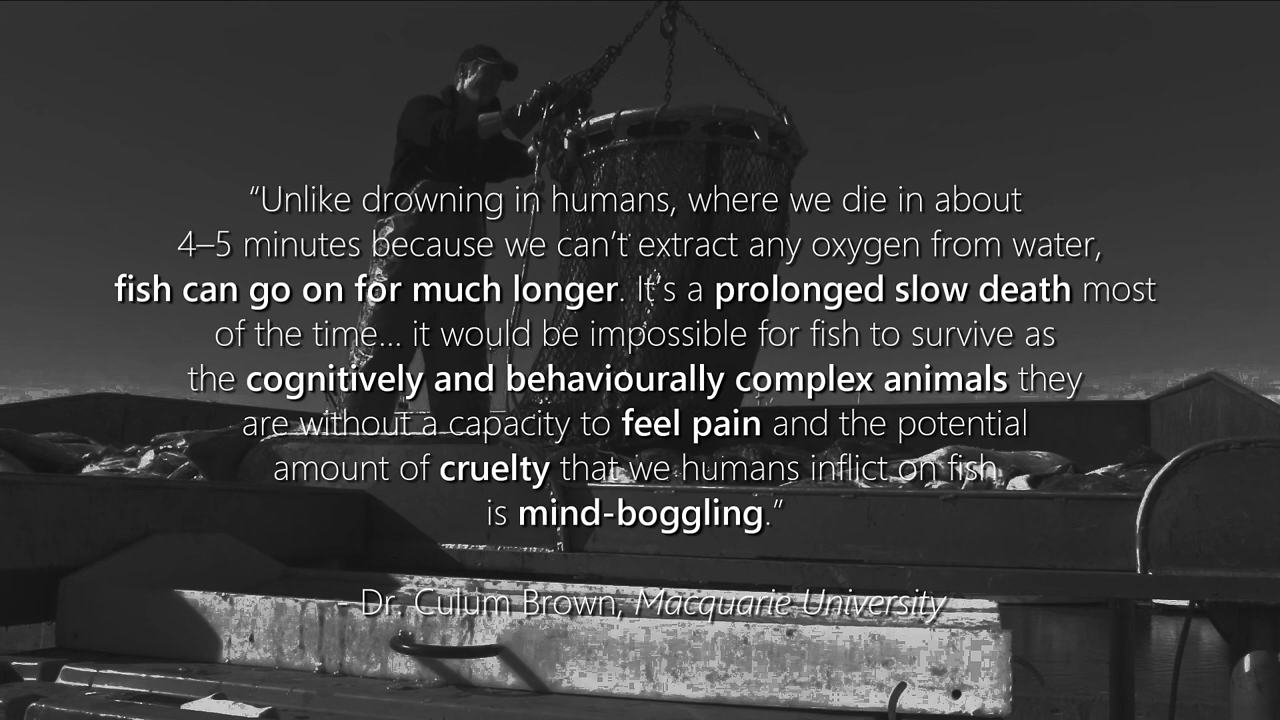 “Unlike drowning in humans, where we die in about
4–5 minutes because we can’t extract any oxygen from water,
fish can go on for much longer. It’s a prolonged slow death most
of the time... it would be impossible for fish to survive as
the cognitively and behaviourally complex animals they
are without a capacity to feel pain and the potential
amount of cruelty that we humans inflict on fish
is mind-boggling.”
- Dr. Culum Brown, Macquarie University